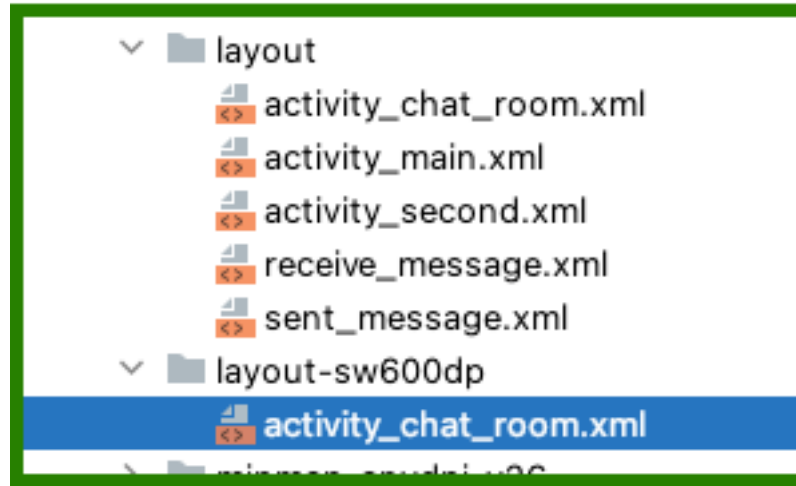 layout
activity_chat_room.xml
activity_main.xml
activity_second.xml
receive_message.xml
sent_message.xml
layout-sw600dp
activity_chat_room.xml